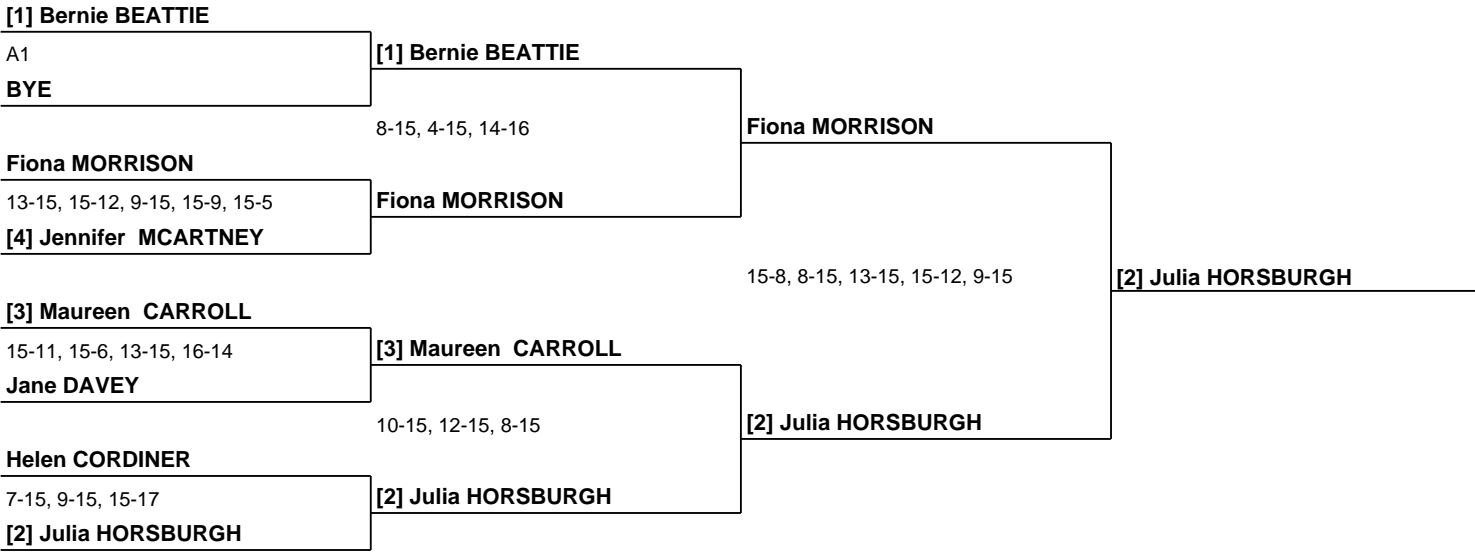 [1] Bernie BEATTIE
A1
BYE
[1] Bernie BEATTIE
8-15, 4-15, 14-16
Fiona MORRISON
Fiona MORRISON
13-15, 15-12, 9-15, 15-9, 15-5
[4] Jennifer  MCARTNEY
Fiona MORRISON
15-8, 8-15, 13-15, 15-12, 9-15
[2] Julia HORSBURGH
[3] Maureen  CARROLL
15-11, 15-6, 13-15, 16-14
Jane DAVEY
[3] Maureen  CARROLL
10-15, 12-15, 8-15
[2] Julia HORSBURGH
Helen CORDINER
7-15, 9-15, 15-17
[2] Julia HORSBURGH
[2] Julia HORSBURGH